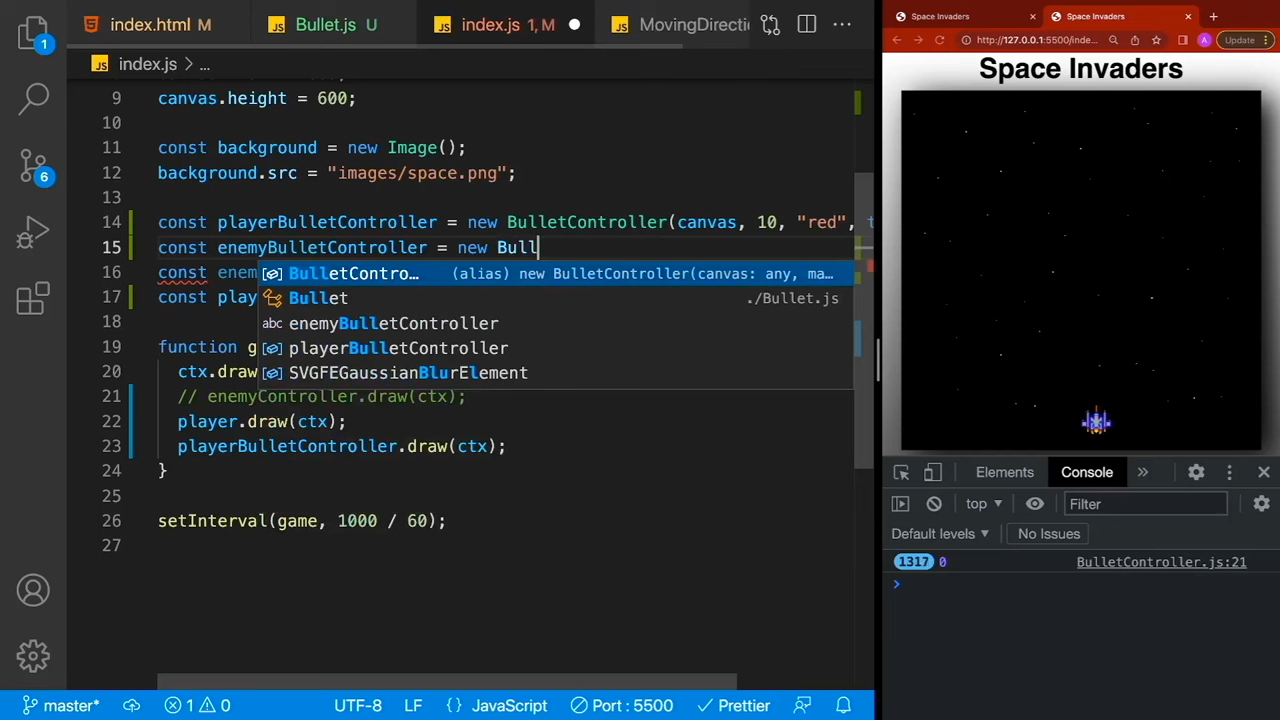 index.html M
Bullet.js U
index.js 1, M
MovingDirecti
index.js > ...
9 canvas.height = 600;
10
11 const background = new Image();
12 background.src = "images/space.png";
13
14 const playerBulletController = new BulletController(canvas, 10, "red", t
15 const enemyBulletController = new Bull
16 const enem
17 const play
18
19 function g
20 ctx.draw
21 // enemyController.draw(ctx);
22 player.draw(ctx);
23 playerBulletController.draw(ctx);
24 }
25
26 setInterval(game, 1000 / 60);
27
BulletContro... (alias) new BulletController(canvas: any, ma...
Bullet ./Bullet.js
abc enemyBulletController
playerBulletController
SVGFEGaussianBlurElement
1
6
master* 1 0 UTF-8 LF {} JavaScript Port : 5500 Prettier
Space Invaders
Space Invaders
http://127.0.0.1:5500/inde...
A
Update
Space Invaders
Elements
Console
top
Filter
Default levels
No Issues
1317 0 BulletController.js:21